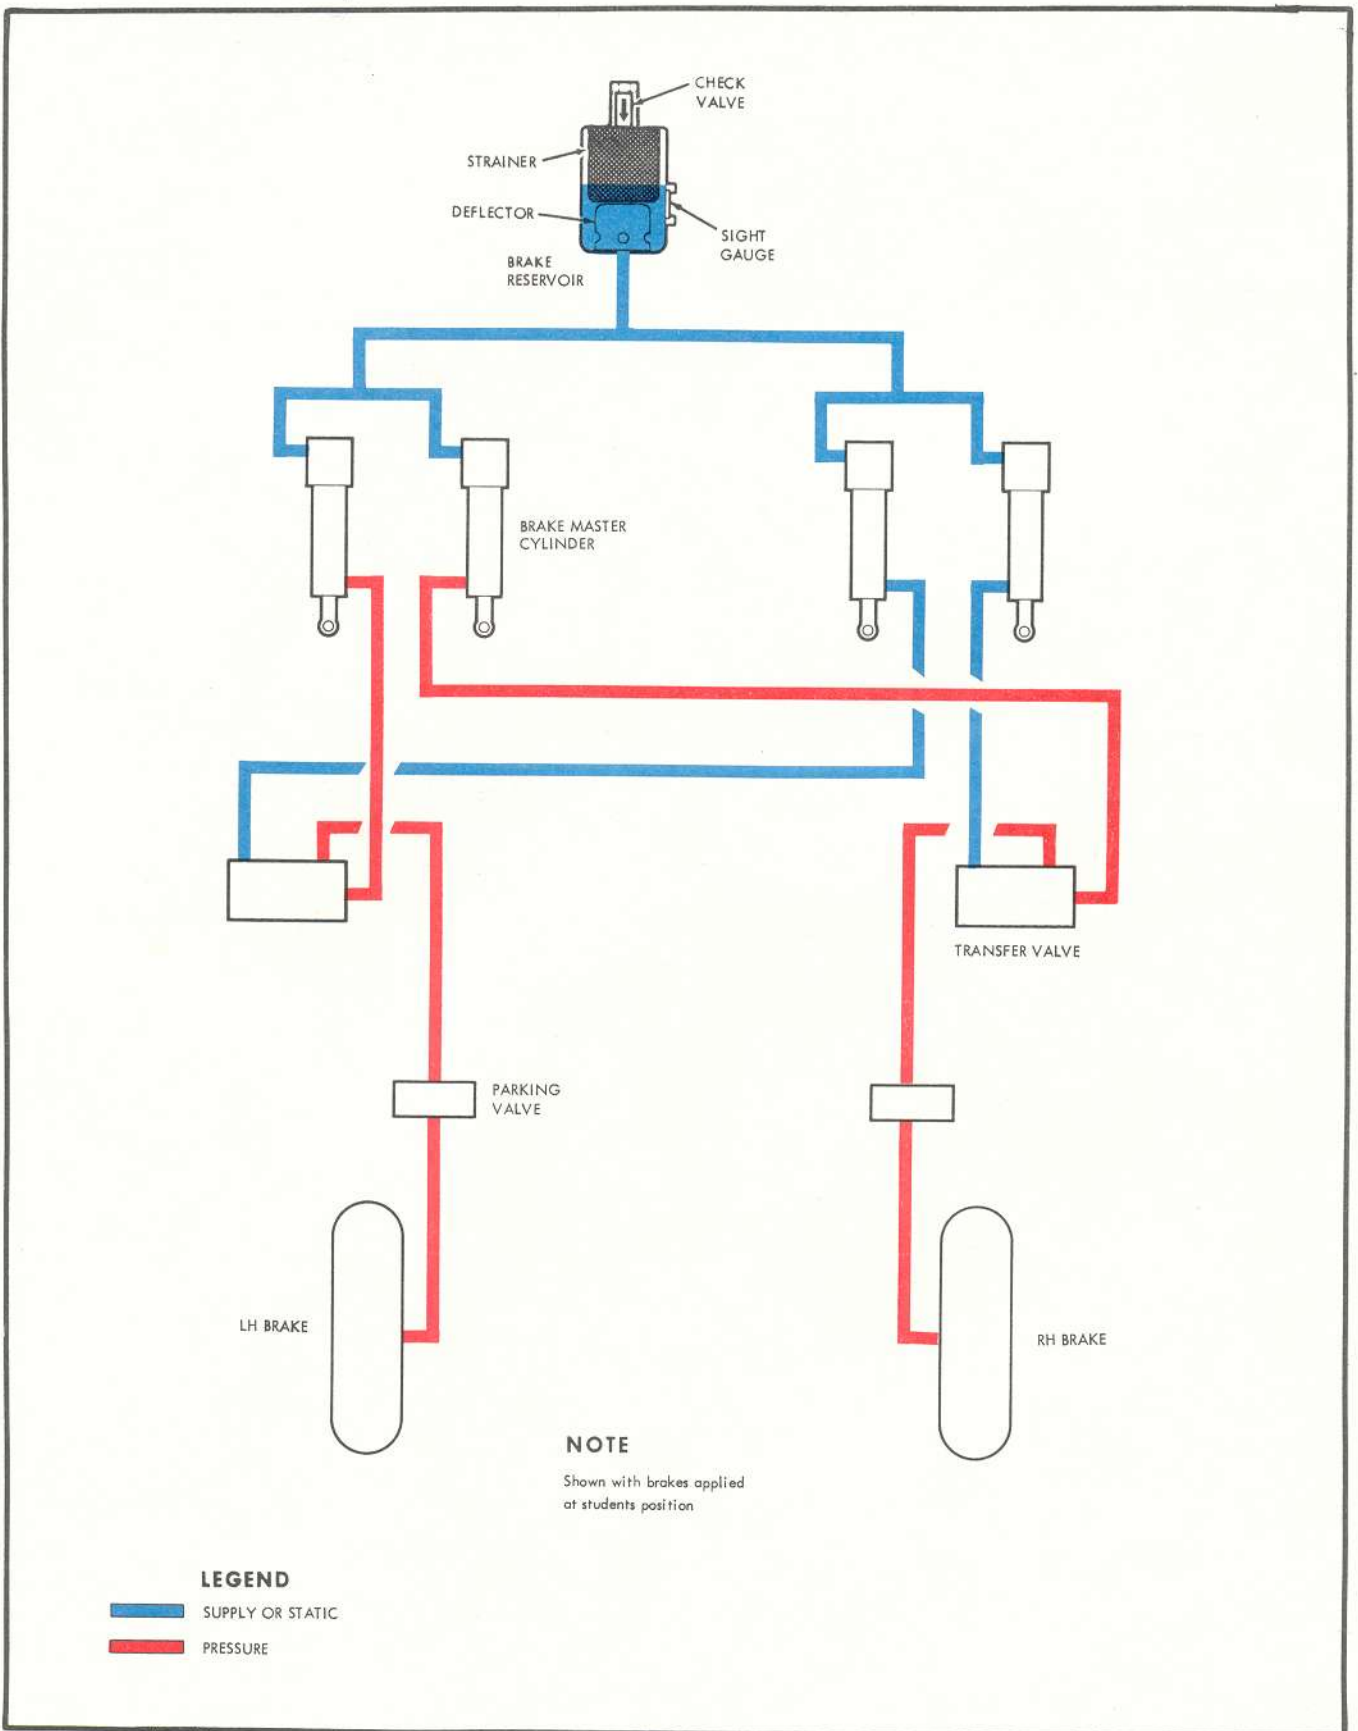 CHECK
VALVE
STRAINER
DEFLECTOR
SIGHT
GAUGE
BRAKE
RESERVOIR
BRAKE MASTER
CYLINDER
TRANSFER VALVE
PARKING
VALVE
LH BRAKE
RH BRAKE
NOTE
Shown with brakes applied
at students position
LEGEND
SUPPLY OR STATIC
PRESSURE